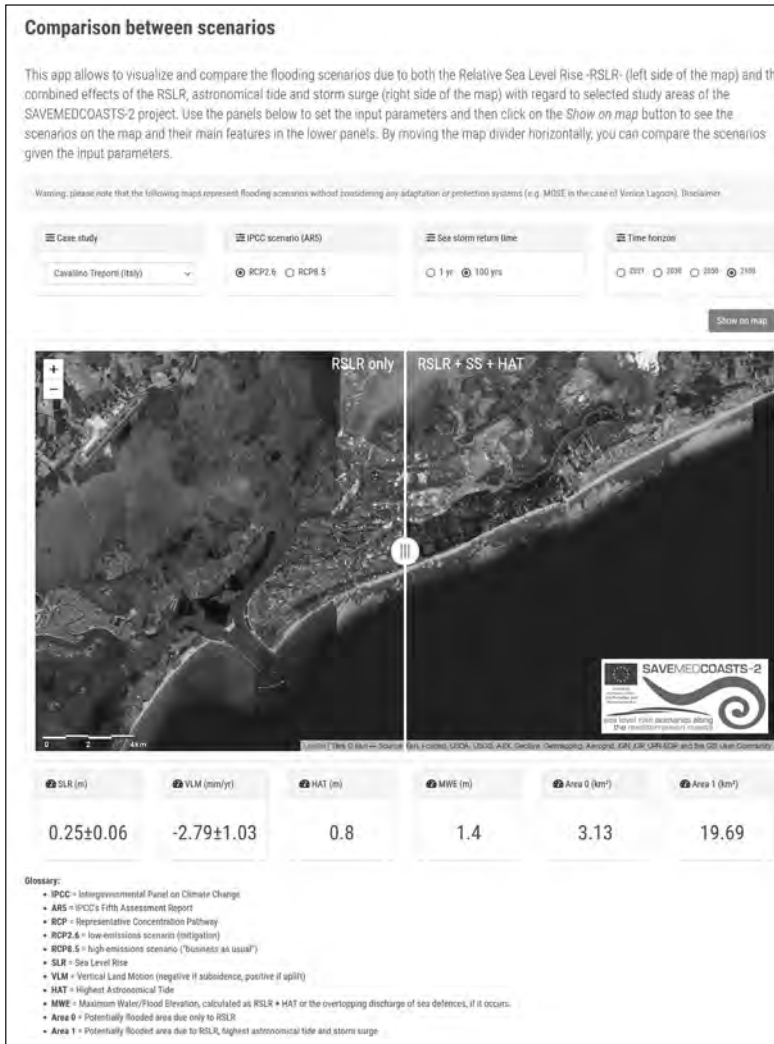 Comparison between scenarios
This app allows to visualize and compare the flooding scenarios due to both the Relative Sea Level Rise -RSLR- (left side of the map) and th
combined effects of the RSLR, astronomical tide and storm surge (right side of the map) with regard to selected study areas of the
SAVEMEDCOASTS-2 project. Use the panels below to set the input parameters and then click on the Show on map button to see the
scenarios on the map and their main features in the lower panels. By moving the map divider horizontally, you can compare the scenarios
given the input parameters.
Warning: please note that the following maps represent flooding scenarios without considering any adaptation or protection systems (e.g. MOSE in the case of Venice Lagoon). Disclaimer
Case study IPCC scenario (AR5) Sea storm return time Time horizon
Cavallino Treporti (Italy) RCP2.6 RCP8.5 1 yr 100 yrs 2021 2030 2050 2100
Show on map
+ RSLR only RSLR + SS + HAT
−
SAVEMEDCOASTS-2
sea level rise scenarios along
the mediterranean coasts
0 2 4km
SLR (m) VLM (mm/yr) HAT (m) MWE (m) Area 0 (km²) Area 1 (km²)
0.25±0.06 -2.79±1.03 0.8 1.4 3.13 19.69
Glossary:
• IPCC = Intergovernmental Panel on Climate Change
• AR5 = IPCC's Fifth Assessment Report
• RCP = Representative Concentration Pathway
• RCP2.6 = low-emissions scenario (mitigation)
• RCP8.5 = high-emissions scenario ("business as usual")
• SLR = Sea Level Rise
• VLM = Vertical Land Motion (negative if subsidence, positive if uplift)
• HAT = Highest Astronomical Tide
• MWE = Maximum Water/Flood Elevation, calculated as RSLR + HAT or the overtopping discharge of sea defences, if it occurs.
• Area 0 = Potentially flooded area due only to RSLR
• Area 1 = Potentially flooded area due to RSLR, highest astronomical tide and storm surge